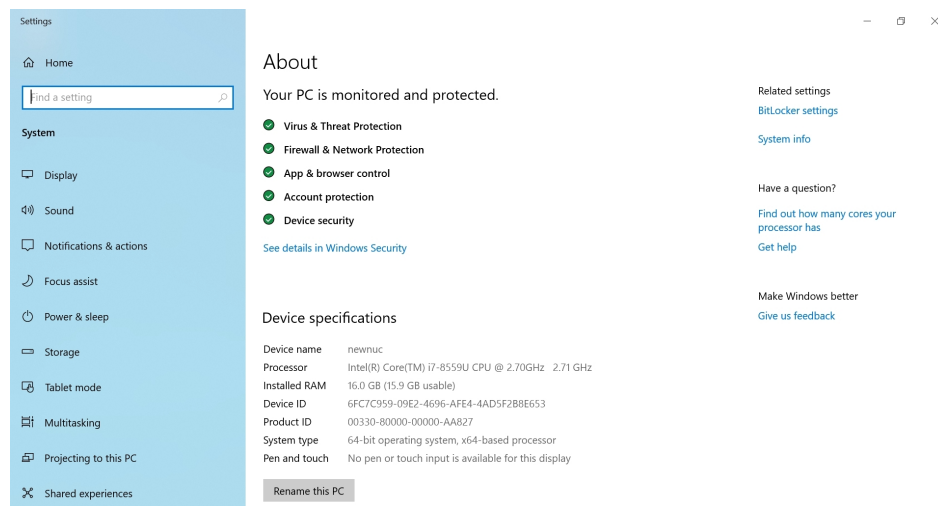 Settings
Home
Find a setting
System
Display
Sound
Notifications & actions
Focus assist
Power & sleep
Storage
Tablet mode
Multitasking
Projecting to this PC
Shared experiences
About
Your PC is monitored and protected.
Virus & Threat Protection
Firewall & Network Protection
App & browser control
Account protection
Device security
See details in Windows Security
Device specifications
Device name newnuc
Processor Intel(R) Core(TM) i7-8559U CPU @ 2.70GHz 2.71 GHz
Installed RAM 16.0 GB (15.9 GB usable)
Device ID 6FC7C959-09E2-4696-AFE4-4AD5F2B8E653
Product ID 00330-80000-00000-AA827
System type 64-bit operating system, x64-based processor
Pen and touch No pen or touch input is available for this display
Rename this PC
Related settings
BitLocker settings
System info
Have a question?
Find out how many cores your
processor has
Get help
Make Windows better
Give us feedback